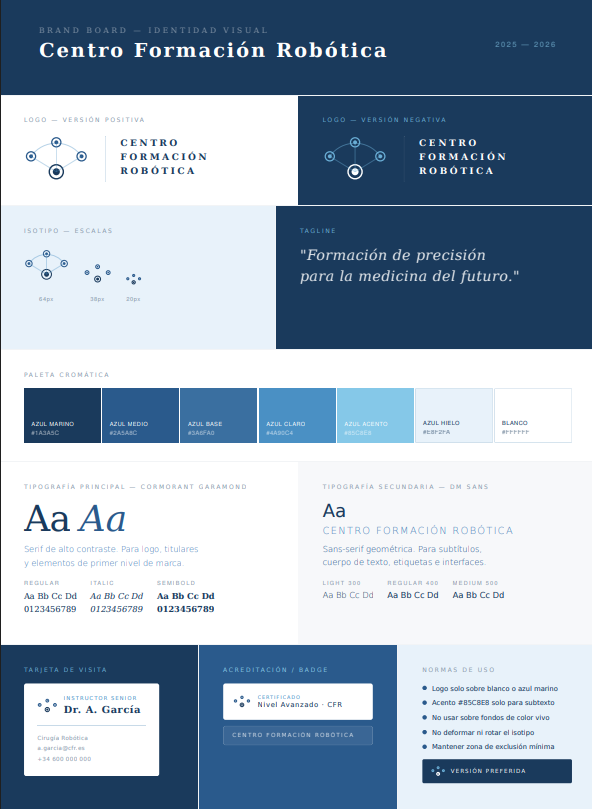 BRAND BOARD — IDENTIDAD VISUAL
Centro Formación Robótica
2025 — 2026
LOGO — VERSIÓN POSITIVA
CENTRO
FORMACIÓN
ROBÓTICA
LOGO — VERSIÓN NEGATIVA
CENTRO
FORMACIÓN
ROBÓTICA
ISOTIPO — ESCALAS
64px
38px
20px
TAGLINE
"Formación de precisión
para la medicina del futuro."
PALETA CROMÁTICA
AZUL MARINO
#1A3A5C
AZUL MEDIO
#2A5A8C
AZUL BASE
#3A6FA0
AZUL CLARO
#4A90C4
AZUL ACENTO
#85C8E8
AZUL HIELO
#E8F2FA
BLANCO
#FFFFFF
TIPOGRAFÍA PRINCIPAL — CORMORANT GARAMOND
Aa Aa
Serif de alto contraste. Para logo, titulares
y elementos de primer nivel de marca.
REGULAR
Aa Bb Cc Dd
0123456789
ITALIC
Aa Bb Cc Dd
0123456789
SEMIBOLD
Aa Bb Cc Dd
0123456789
TIPOGRAFÍA SECUNDARIA — DM SANS
Aa
CENTRO FORMACIÓN ROBÓTICA
Sans-serif geométrica. Para subtítulos,
cuerpo de texto, etiquetas e interfaces.
LIGHT 300
Aa Bb Cc Dd
REGULAR 400
Aa Bb Cc Dd
MEDIUM 500
Aa Bb Cc Dd
TARJETA DE VISITA
INSTRUCTOR SENIOR
Dr. A. García
Cirugía Robótica
a.garcia@cfr.es
+34 600 000 000
ACREDITACIÓN / BADGE
CERTIFICADO
Nivel Avanzado · CFR
CENTRO FORMACIÓN ROBÓTICA
NORMAS DE USO
Logo solo sobre blanco o azul marino
Acento #85C8E8 solo para subtexto
No usar sobre fondos de color vivo
No deformar ni rotar el isotipo
Mantener zona de exclusión mínima
VERSIÓN PREFERIDA